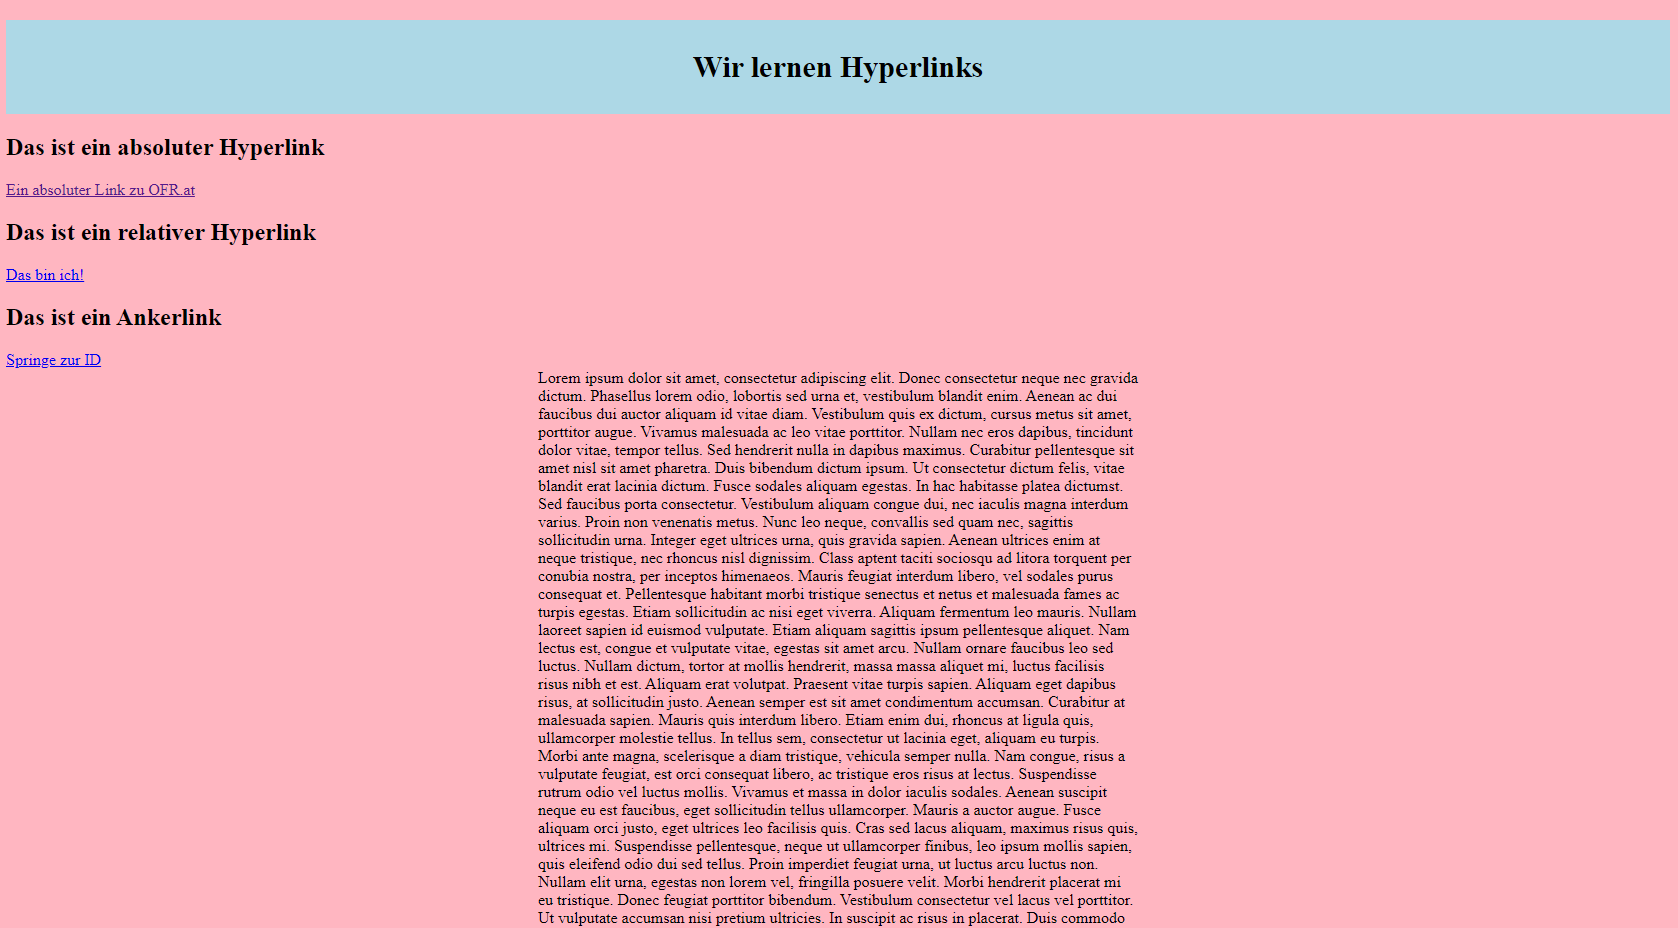 Wir lernen Hyperlinks
Das ist ein absoluter Hyperlink
Ein absoluter Link zu OFR.at
Das ist ein relativer Hyperlink
Das bin ich!
Das ist ein Ankerlink
Springe zur ID
Lorem ipsum dolor sit amet, consectetur adipiscing elit. Donec consectetur neque nec gravida
dictum. Phasellus lorem odio, lobortis sed urna et, vestibulum blandit enim. Aenean ac dui
faucibus dui auctor aliquam id vitae diam. Vestibulum quis ex dictum, cursus metus sit amet,
porttitor augue. Vivamus malesuada ac leo vitae porttitor. Nullam nec eros dapibus, tincidunt
dolor vitae, tempor tellus. Sed hendrerit nulla in dapibus maximus. Curabitur pellentesque sit
amet nisl sit amet pharetra. Duis bibendum dictum ipsum. Ut consectetur dictum felis, vitae
blandit erat lacinia dictum. Fusce sodales aliquam egestas. In hac habitasse platea dictumst.
Sed faucibus porta consectetur. Vestibulum aliquam congue dui, nec iaculis magna interdum
varius. Proin non venenatis metus. Nunc leo neque, convallis sed quam nec, sagittis
sollicitudin urna. Integer eget ultrices urna, quis gravida sapien. Aenean ultrices enim at
neque tristique, nec rhoncus nisl dignissim. Class aptent taciti sociosqu ad litora torquent per
conubia nostra, per inceptos himenaeos. Mauris feugiat interdum libero, vel sodales purus
consequat et. Pellentesque habitant morbi tristique senectus et netus et malesuada fames ac
turpis egestas. Etiam sollicitudin ac nisi eget viverra. Aliquam fermentum leo mauris. Nullam
laoreet sapien id euismod vulputate. Etiam aliquam sagittis ipsum pellentesque aliquet. Nam
lectus est, congue et vulputate vitae, egestas sit amet arcu. Nullam ornare faucibus leo sed
luctus. Nullam dictum, tortor at mollis hendrerit, massa massa aliquet mi, luctus facilisis
risus nibh et est. Aliquam erat volutpat. Praesent vitae turpis sapien. Aliquam eget dapibus
risus, at sollicitudin justo. Aenean semper est sit amet condimentum accumsan. Curabitur at
malesuada sapien. Mauris quis interdum libero. Etiam enim dui, rhoncus at ligula quis,
ullamcorper molestie tellus. In tellus sem, consectetur ut lacinia eget, aliquam eu turpis.
Morbi ante magna, scelerisque a diam tristique, vehicula semper nulla. Nam congue, risus a
vulputate feugiat, est orci consequat libero, ac tristique eros risus at lectus. Suspendisse
rutrum odio vel luctus mollis. Vivamus et massa in dolor iaculis sodales. Aenean suscipit
neque eu est faucibus, eget sollicitudin tellus ullamcorper. Mauris a auctor augue. Fusce
aliquam orci justo, eget ultrices leo facilisis quis. Cras sed lacus aliquam, maximus risus quis,
ultrices mi. Suspendisse pellentesque, neque ut ullamcorper finibus, leo ipsum mollis sapien,
quis eleifend odio dui sed tellus. Proin imperdiet feugiat urna, ut luctus arcu luctus non.
Nullam elit urna, egestas non lorem vel, fringilla posuere velit. Morbi hendrerit placerat mi
eu tristique. Donec feugiat porttitor bibendum. Vestibulum consectetur vel lacus vel porttitor.
Ut vulputate accumsan nisi pretium ultricies. In suscipit ac risus in placerat. Duis commodo